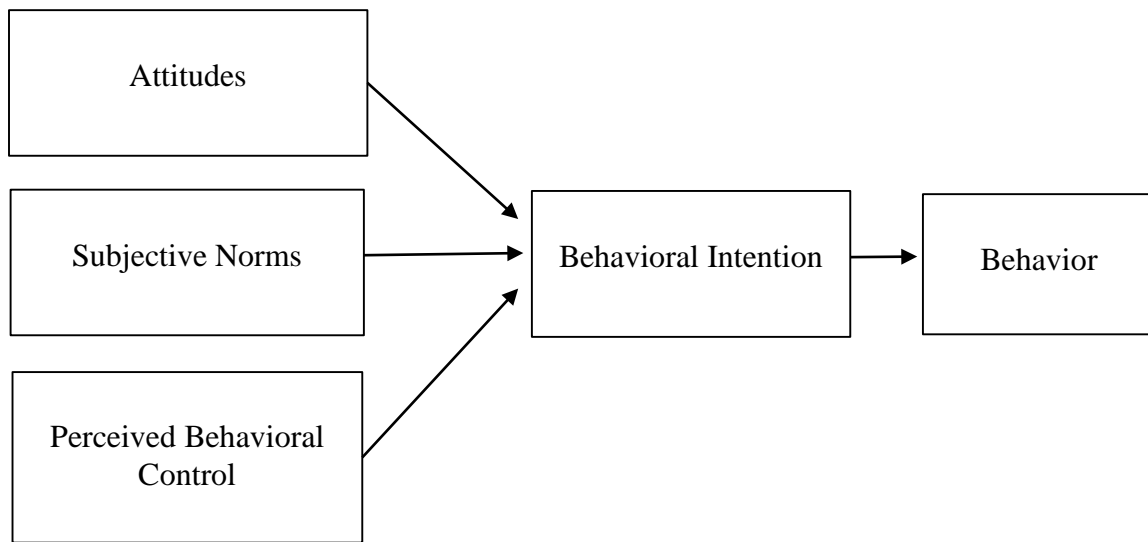 Attitudes
Subjective Norms
Behavioral Intention
Behavior
Perceived Behavioral
Control